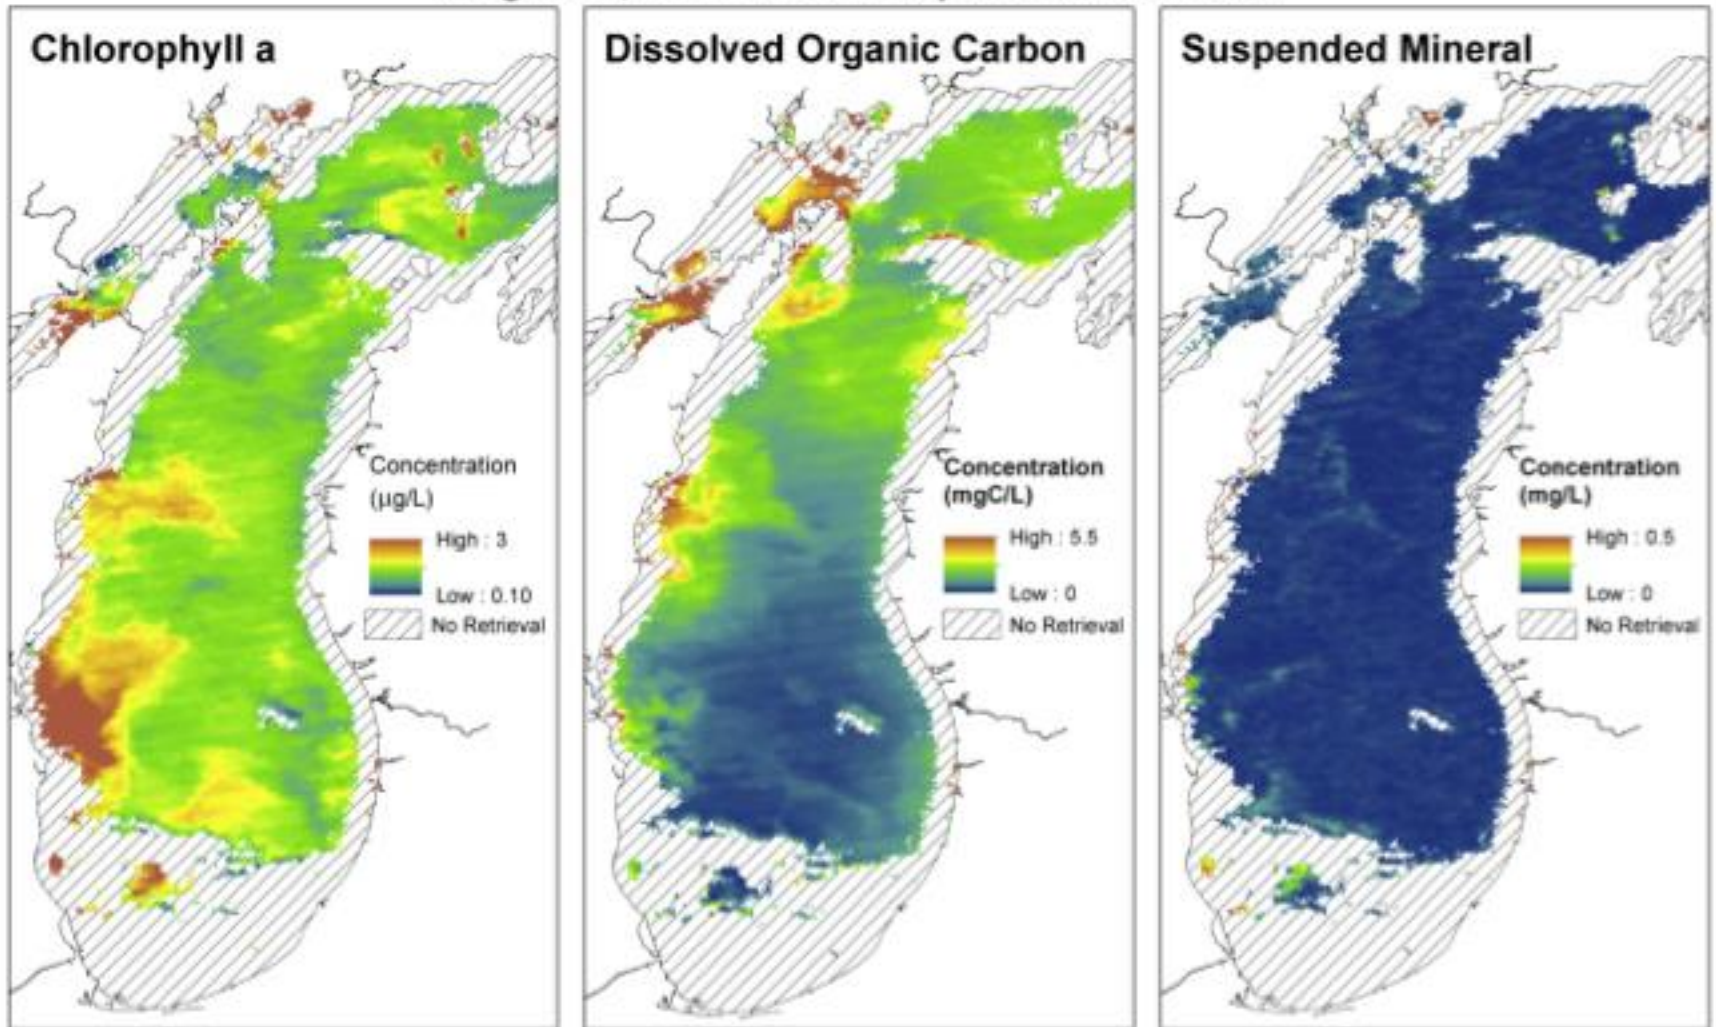 Chlorophyll a
Concentration
(µg/L)
High : 3
Low : 0.10
No Retrieval
Dissolved Organic Carbon
Concentration
(mgC/L)
High : 5.5
Low : 0
No Retrieval
Suspended Mineral
Concentration
(mg/L)
High : 0.5
Low : 0
No Retrieval